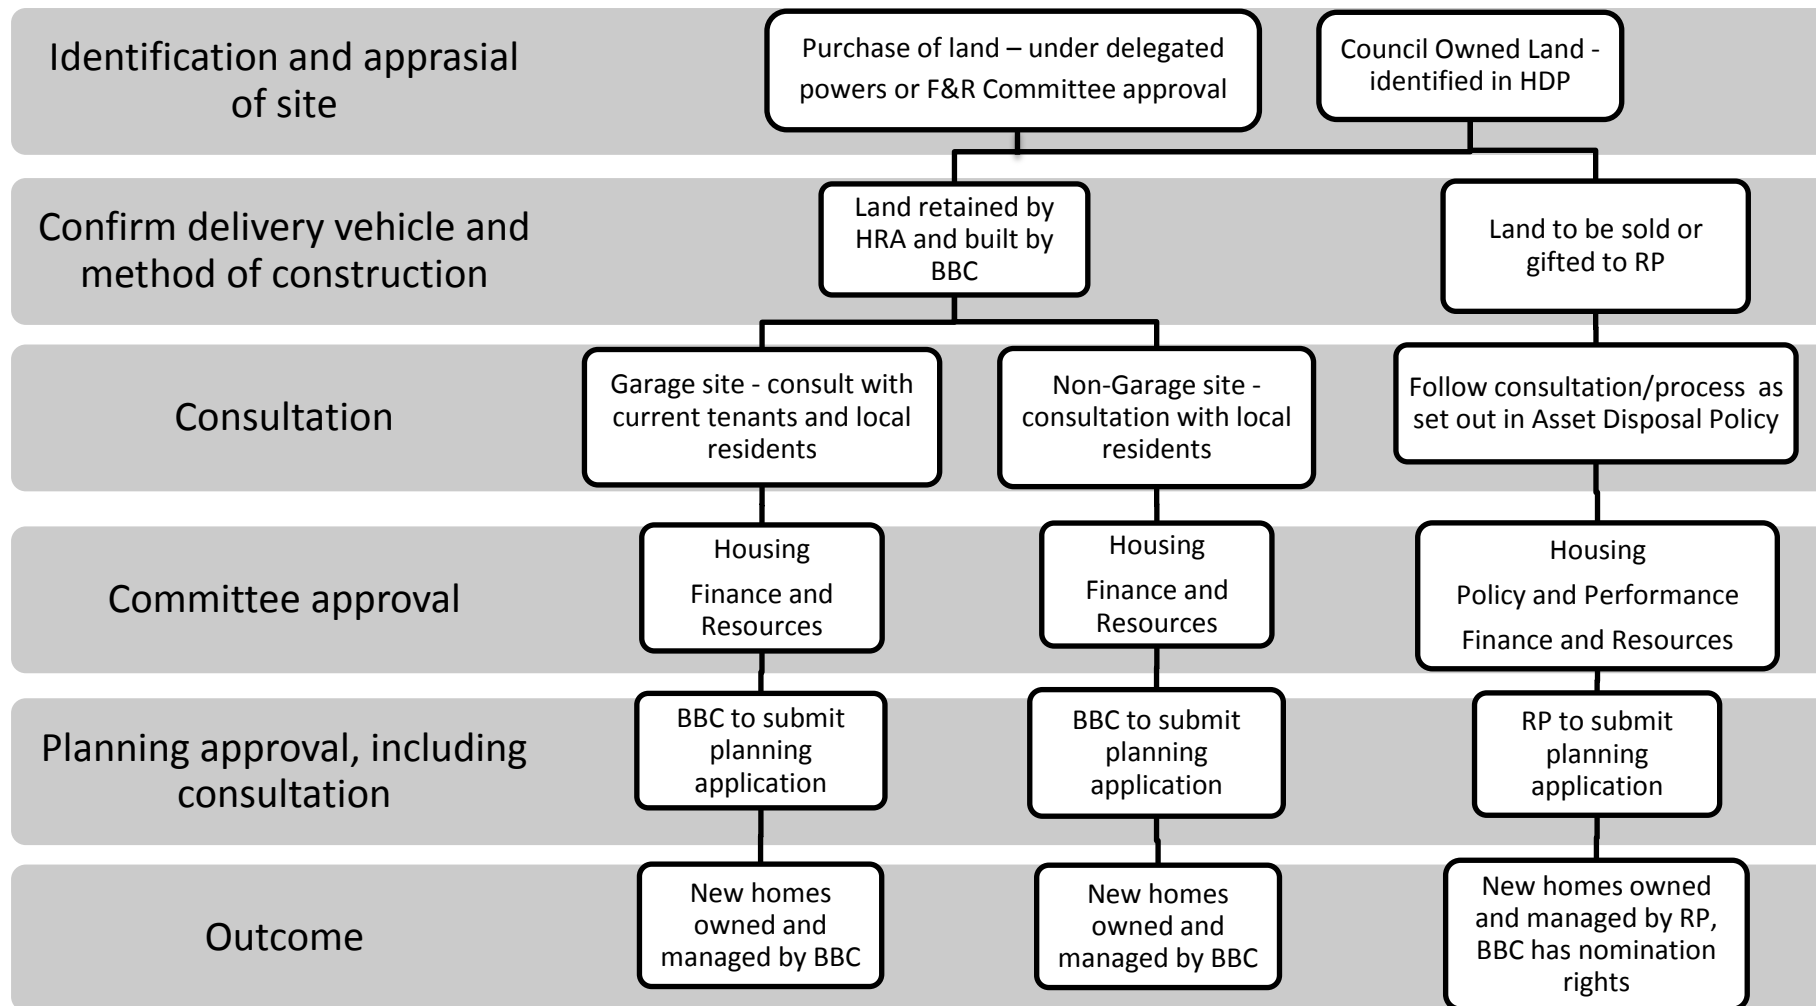 Identification and apprasial
of site
Purchase of land – under delegated
powers or F&R Committee approval
Council Owned Land -
identified in HDP
Confirm delivery vehicle and
method of construction
Land retained by
HRA and built by
BBC
Land to be sold or
gifted to RP
Consultation
Garage site - consult with
current tenants and local
residents
Non-Garage site -
consultation with local
residents
Follow consultation/process as
set out in Asset Disposal Policy
Committee approval
Housing
Finance and
Resources
Housing
Finance and
Resources
Housing
Policy and Performance
Finance and Resources
Planning approval, including
consultation
BBC to submit
planning
application
BBC to submit
planning
application
RP to submit
planning
application
Outcome
New homes
owned and
managed by BBC
New homes
owned and
managed by BBC
New homes owned
and managed by RP,
BBC has nomination
rights